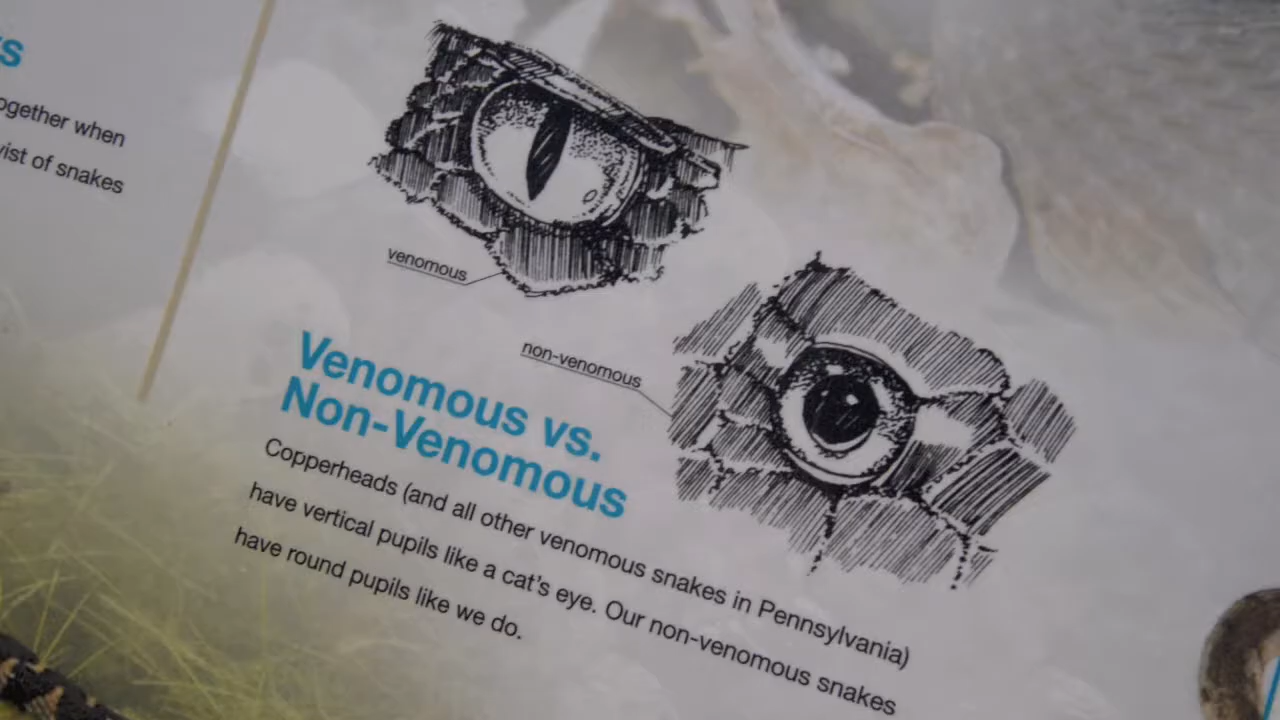 ogether when
of snakes
venomous
non-venomous
Venomous vs.
Non-Venomous
Copperheads (and all other venomous snakes in Pennsylvania)
have vertical pupils like a cat's eye. Our non-venomous snakes
have round pupils like we do.